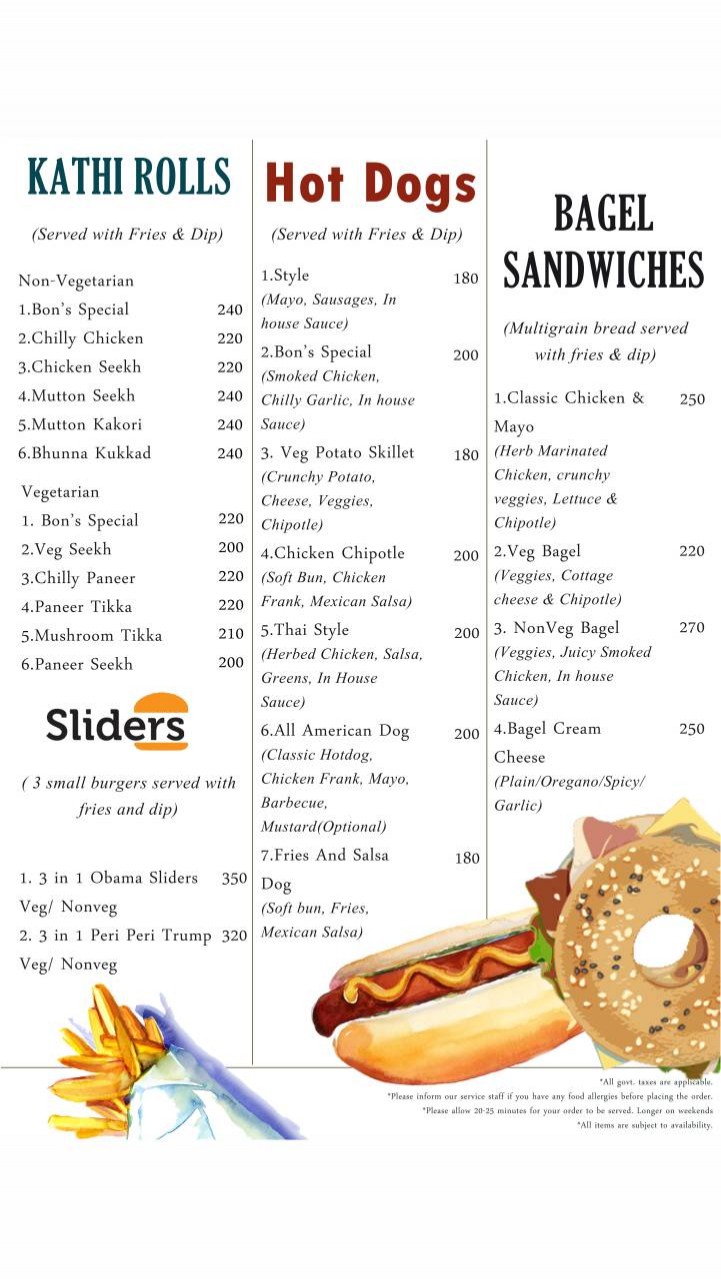 KATHI ROLLS
(Served with Fries & Dip)
Non-Vegetarian
1.Bon's Special 240
2.Chilly Chicken 220
3.Chicken Seekh 220
4.Mutton Seekh 240
5.Mutton Kakori 240
6.Bhunna Kukkad 240
Vegetarian
1. Bon's Special 220
2.Veg Seekh 200
3.Chilly Paneer 220
4.Paneer Tikka 220
5.Mushroom Tikka 210
6.Paneer Seekh 200
Sliders
( 3 small burgers served with
fries and dip)
1. 3 in 1 Obama Sliders 350
Veg/ Nonveg
2. 3 in 1 Peri Peri Trump 320
Veg/ Nonveg
Hot Dogs
(Served with Fries & Dip)
1.Style 180
(Mayo, Sausages, In
house Sauce)
2.Bon's Special 200
(Smoked Chicken,
Chilly Garlic, In house
Sauce)
3. Veg Potato Skillet 180
(Crunchy Potato,
Cheese, Veggies,
Chipotle)
4.Chicken Chipotle 200
(Soft Bun, Chicken
Frank, Mexican Salsa)
5.Thai Style 200
(Herbed Chicken, Salsa,
Greens, In House
Sauce)
6.All American Dog 200
(Classic Hotdog,
Chicken Frank, Mayo,
Barbecue,
Mustard(Optional)
7.Fries And Salsa 180
Dog
(Soft bun, Fries,
Mexican Salsa)
BAGEL
SANDWICHES
(Multigrain bread served
with fries & dip)
1.Classic Chicken & 250
Mayo
(Herb Marinated
Chicken, crunchy
veggies, Lettuce &
Chipotle)
2.Veg Bagel 220
(Veggies, Cottage
cheese & Chipotle)
3. NonVeg Bagel 270
(Veggies, Juicy Smoked
Chicken, In house
Sauce)
4.Bagel Cream 250
Cheese
(Plain/Oregano/Spicy/
Garlic)
*All govt. taxes are applicable.
*Please inform our service staff if you have any food allergies before placing the order.
*Please allow 20-25 minutes for your order to be served. Longer on weekends
*All items are subject to availability.